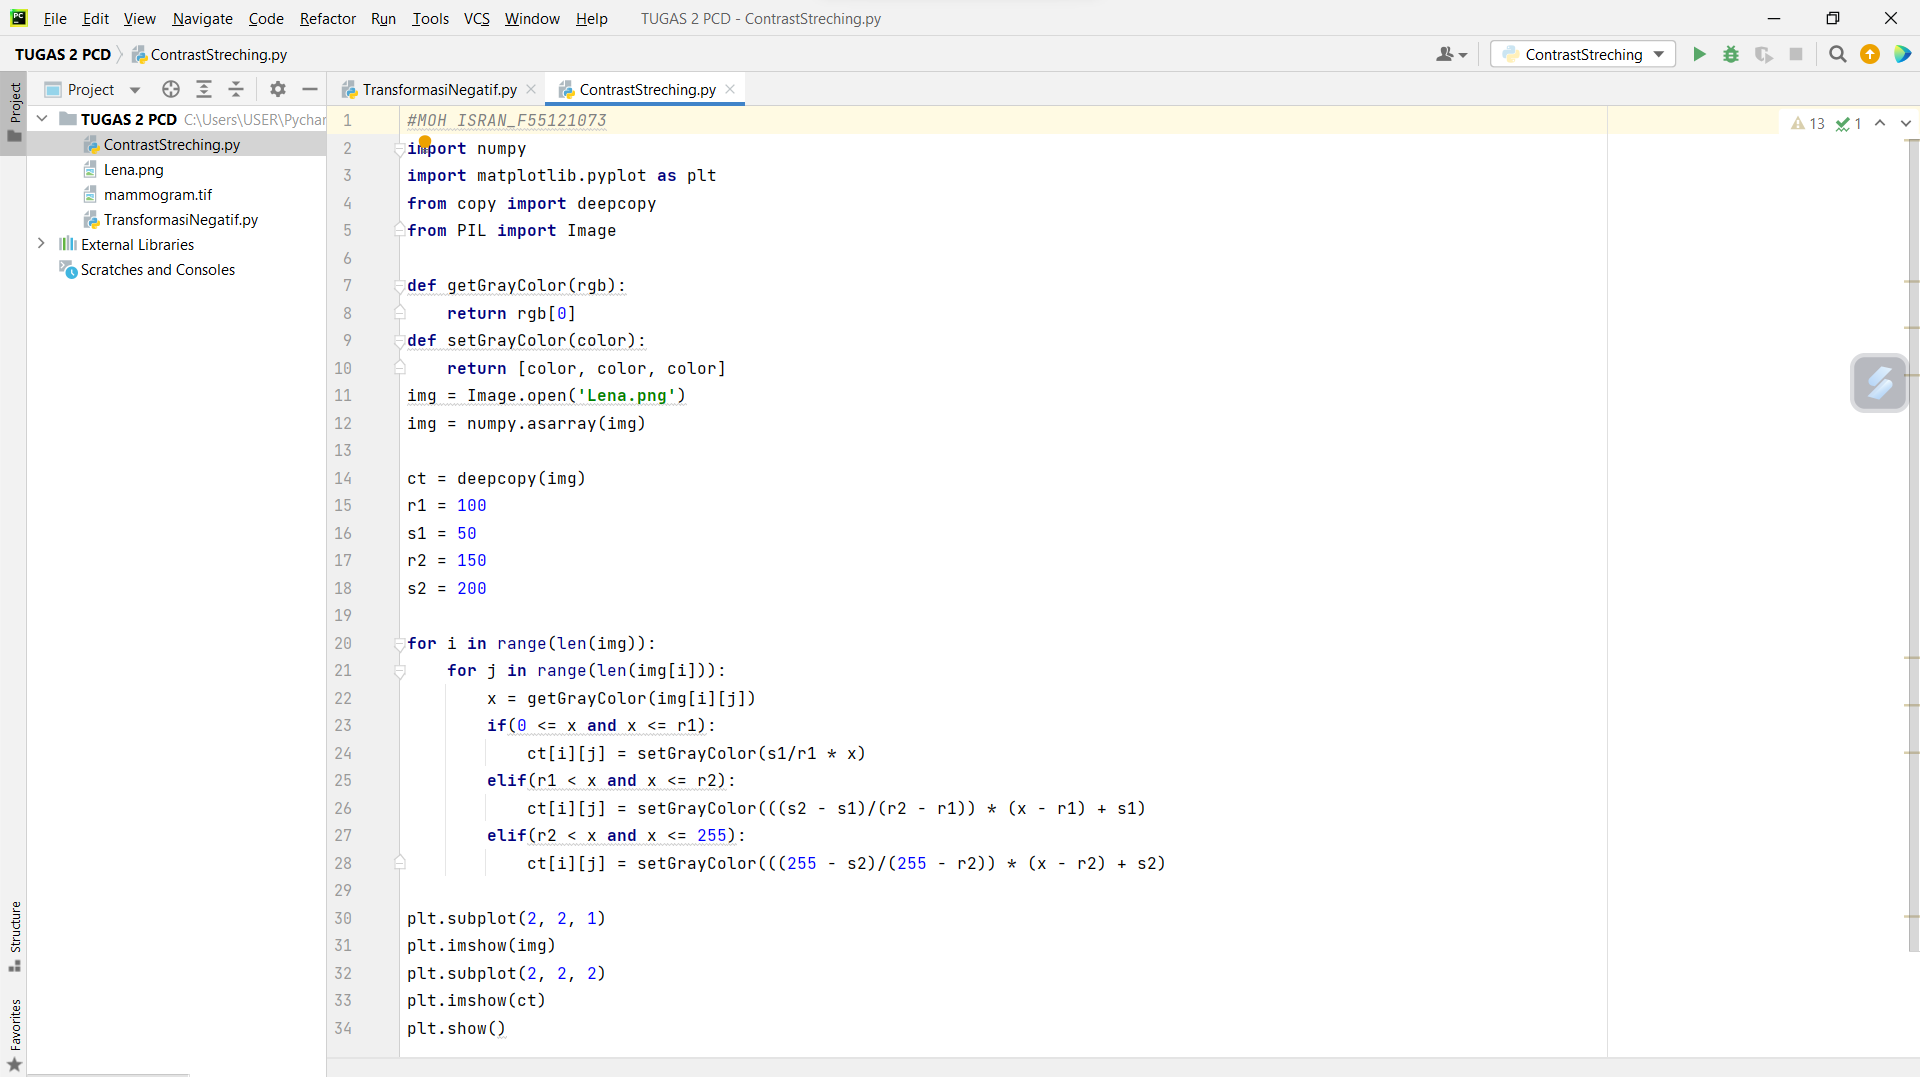 File Edit View Navigate Code Refactor Run Tools VCS Window Help TUGAS 2 PCD - ContrastStreching.py
TUGAS 2 PCD ContrastStreching.py ContrastStreching
Project TransformasiNegatif.py ContrastStreching.py
Project
TUGAS 2 PCD C:\Users\USER\Pychar
ContrastStreching.py
Lena.png
mammogram.tif
TransformasiNegatif.py
External Libraries
Scratches and Consoles
Structure
Favorites
13 1
1 #MOH ISRAN_F55121073
2 import numpy
3 import matplotlib.pyplot as plt
4 from copy import deepcopy
5 from PIL import Image
6
7 def getGrayColor(rgb):
8     return rgb[0]
9 def setGrayColor(color):
10     return [color, color, color]
11 img = Image.open('Lena.png')
12 img = numpy.asarray(img)
13
14 ct = deepcopy(img)
15 r1 = 100
16 s1 = 50
17 r2 = 150
18 s2 = 200
19
20 for i in range(len(img)):
21     for j in range(len(img[i])):
22         x = getGrayColor(img[i][j])
23         if(0 <= x and x <= r1):
24             ct[i][j] = setGrayColor(s1/r1 * x)
25         elif(r1 < x and x <= r2):
26             ct[i][j] = setGrayColor(((s2 - s1)/(r2 - r1)) * (x - r1) + s1)
27         elif(r2 < x and x <= 255):
28             ct[i][j] = setGrayColor(((255 - s2)/(255 - r2)) * (x - r2) + s2)
29
30 plt.subplot(2, 2, 1)
31 plt.imshow(img)
32 plt.subplot(2, 2, 2)
33 plt.imshow(ct)
34 plt.show()